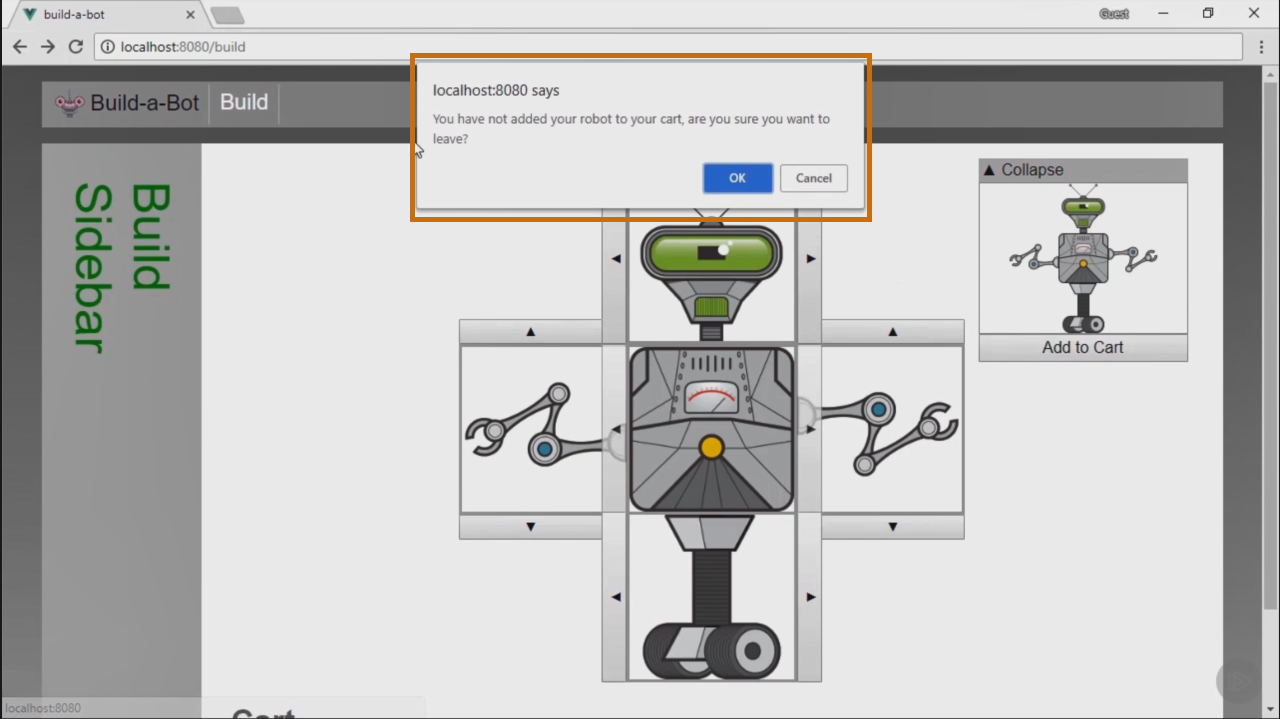 build-a-bot
Guest
localhost:8080/build
localhost:8080 says
You have not added your robot to your cart, are you sure you want to
leave?
OK
Cancel
Build-a-Bot
Build
Build
Sidebar
▲ Collapse
Add to Cart
Cart
localhost:8080